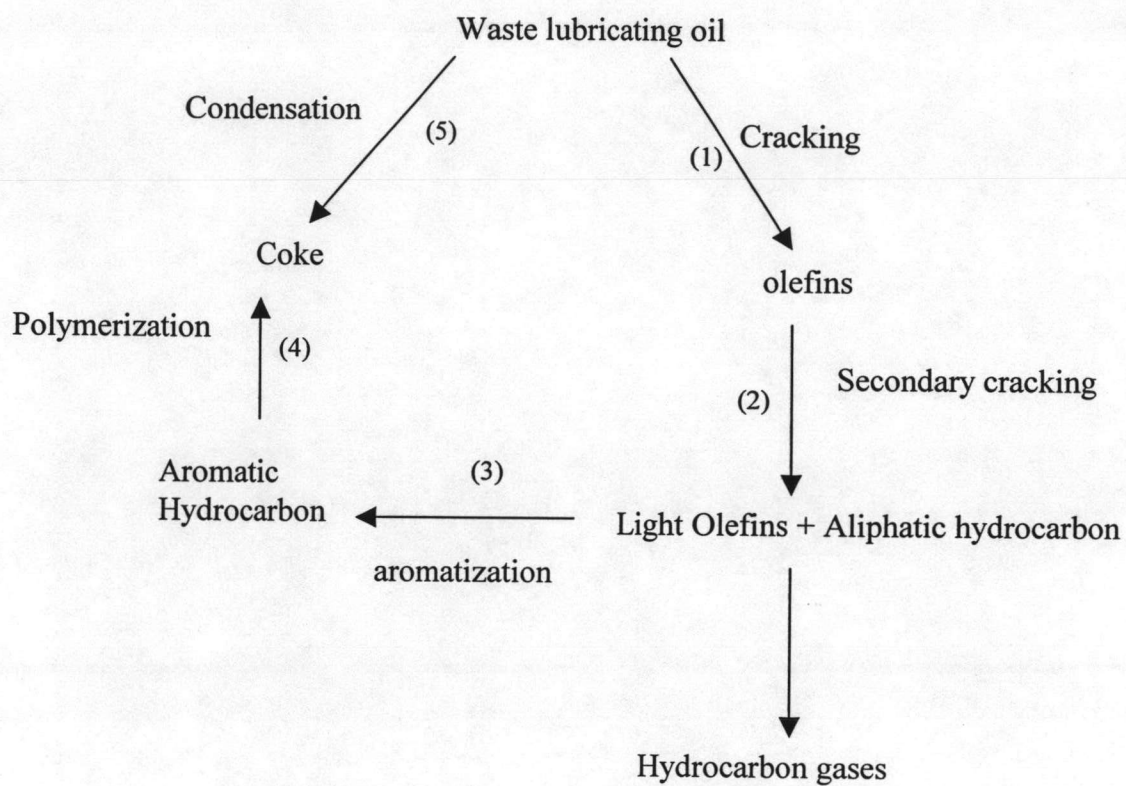 Waste lubricating oil
Condensation
(5)
(1)
Cracking
Coke
olefins
Polymerization
(4)
(2)
Secondary cracking
Aromatic
Hydrocarbon
(3)
Light Olefins + Aliphatic hydrocarbon
aromatization
Hydrocarbon gases